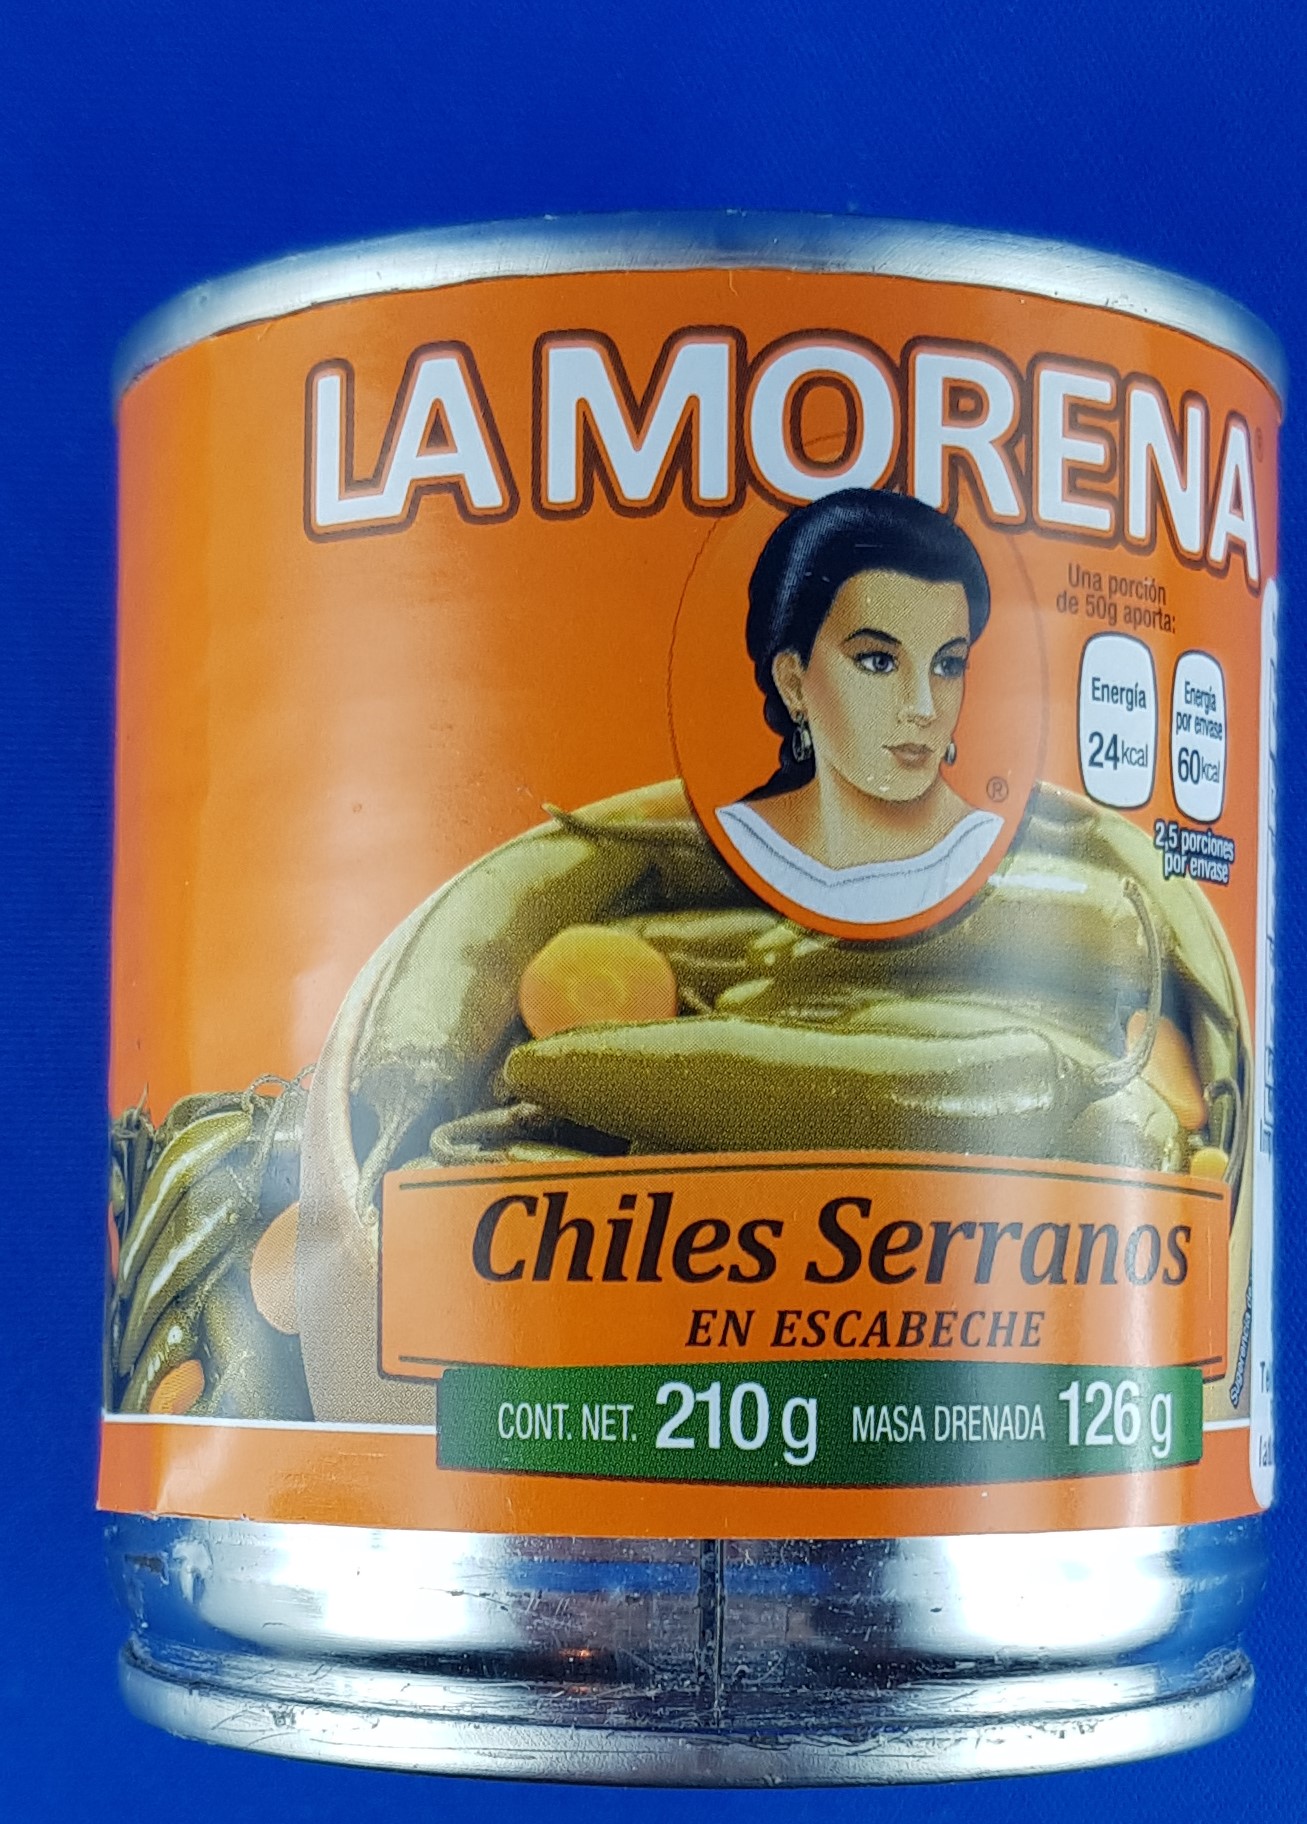 LA MORENA
Una porción
de 50g aporta:
Energía
24kcal
Energía
por envase
60kcal
2,5 porciones
por envase
®
Chiles Serranos
EN ESCABECHE
CONT. NET. 210 g MASA DRENADA 126 g